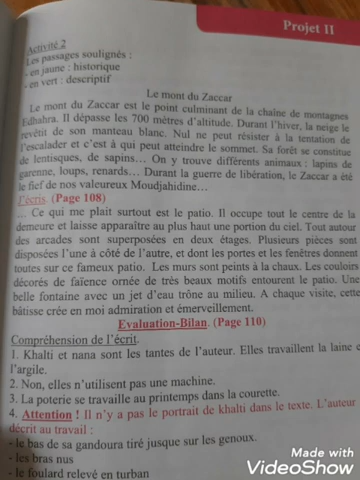 Projet II
Activité 2
Les passages soulignés :
- en jaune : historique
- en vert : descriptif
Le mont du Zaccar
Le mont du Zaccar est le point culminant de la chaine de montagnes
Edhahra. Il dépasse les 700 mètres d'altitude. Durant l'hiver, la neige le
revêtit de son manteau blanc. Nul ne peut résister à la tentation de
l'escalader et c'est à qui peut atteindre le sommet. Sa forêt se constitue
de lentisques, de sapins… On y trouve différents animaux : lapins de
garenne, loups, renards… Durant la guerre de libération, le Zaccar a été
le fief de nos valeureux Moudjahidine…
J'écris. (Page 108)
… Ce qui me plait surtout est le patio. Il occupe tout le centre de la
demeure et laisse apparaître au plus haut une portion du ciel. Tout autour
des arcades sont superposées en deux étages. Plusieurs pièces sont
disposées l'une à côté de l'autre, et dont les portes et les fenêtres donnent
toutes sur ce fameux patio. Les murs sont peints à la chaux. Les couloirs
décorés de faïence ornée de très beaux motifs entourent le patio. Une
belle fontaine avec un jet d'eau trône au milieu. A chaque visite, cette
bâtisse crée en moi admiration et émerveillement.
Evaluation-Bilan. (Page 110)
Compréhension de l'écrit.
1. Khalti et nana sont les tantes de l'auteur. Elles travaillent la laine e
l'argile.
2. Non, elles n'utilisent pas une machine.
3. La poterie se travaille au printemps dans la courette.
4. Attention ! Il n'y a pas le portrait de khalti dans le texte. L'auteur
décrit au travail :
- le bas de sa gandoura tiré jusque sur les genoux.
- les bras nus
- le foulard relevé en turban
Made with
VideoShow